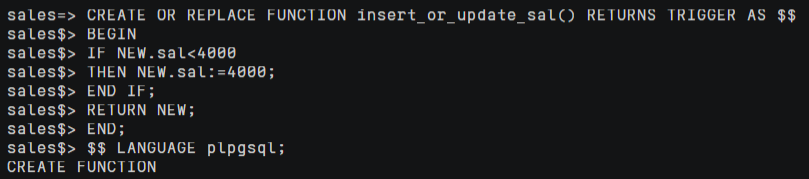 sales=> CREATE OR REPLACE FUNCTION insert_or_update_sal() RETURNS TRIGGER AS $$
sales$> BEGIN
sales$> IF NEW.sal<4000
sales$> THEN NEW.sal:=4000;
sales$> END IF;
sales$> RETURN NEW;
sales$> END;
sales$> $$ LANGUAGE plpgsql;
CREATE FUNCTION